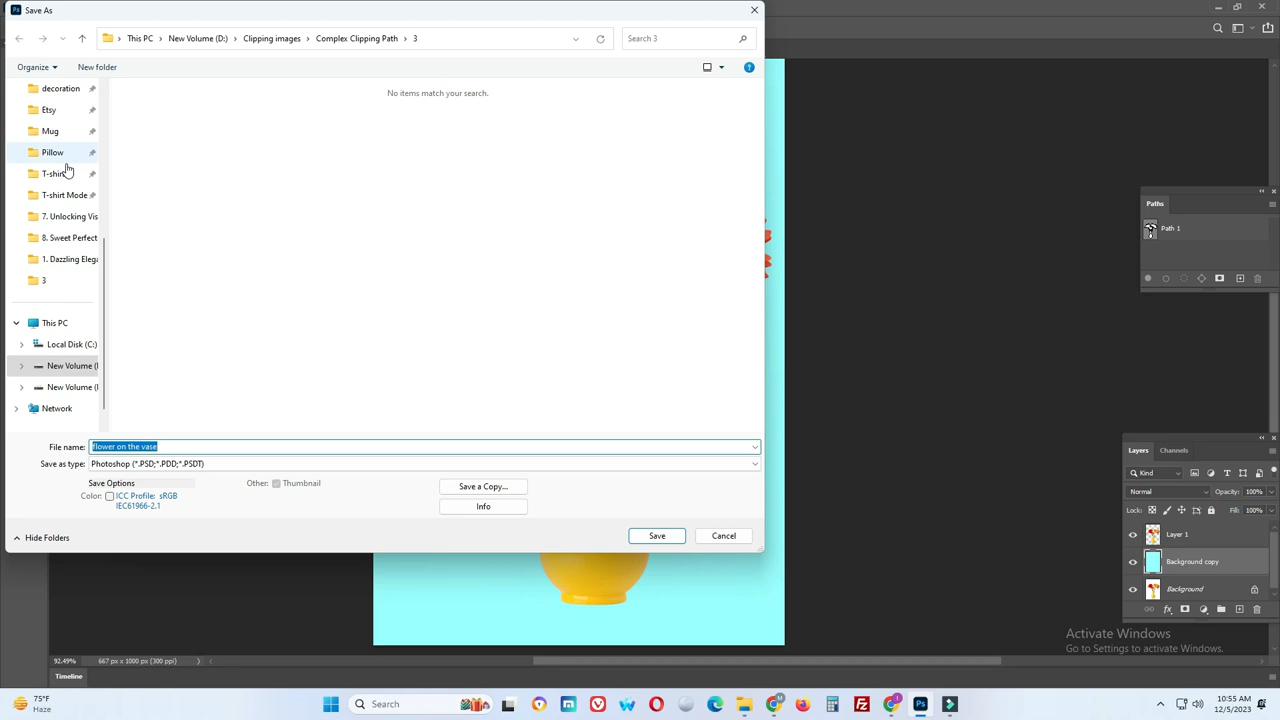 Save As
This PC > New Volume (D:) > Clipping images > Complex Clipping Path > 3
Search 3
Organize
New folder
No items match your search.
decoration
Etsy
Mug
Pillow
T-shirt
T-shirt Mode
7. Unlocking Vis
8. Sweet Perfect
1. Dazzling Elega
3
This PC
Local Disk (C:)
New Volume (
New Volume (
Network
File name: flower on the vase
Save as type: Photoshop (*.PSD;*.PDD;*.PSDT)
Save Options
Color: ICC Profile: sRGB
IEC61966-2.1
Other: Thumbnail
Save a Copy...
Info
Hide Folders
Save
Cancel
Paths
Path 1
Layers
Channels
Kind
Normal
Opacity: 100%
Lock:
Fill: 100%
Layer 1
Background copy
Background
Activate Windows
Go to Settings to activate Windows.
92.49%
667 px x 1000 px (300 ppi)
Timeline
75°F
Haze
Search
10:55 AM
12/5/2023